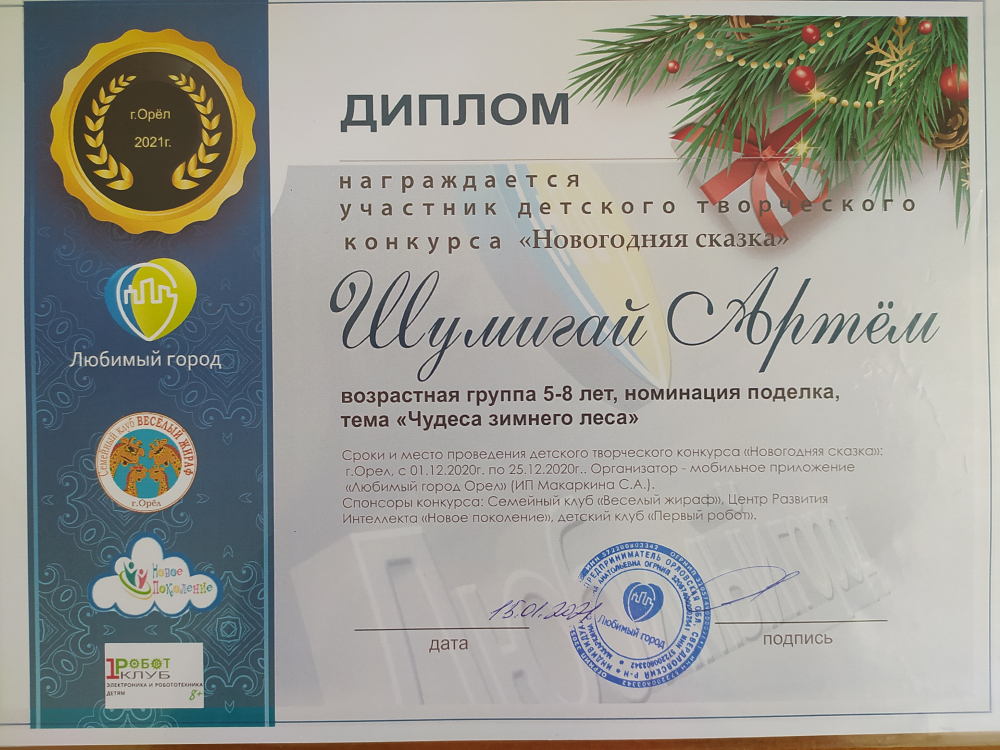 г.Орёл
2021г.
Любимый город
Семейный клуб ВЕСЁЛЫЙ ЖИРАФ
г.Орёл
Новое
Поколение
1РОБОТ
КЛУБ
ЭЛЕКТРОНИКА И РОБОТОТЕХНИКА
ДЕТЯМ 8+
ДИПЛОМ
награждается
участник детского творческого
конкурса «Новогодняя сказка»
Шумигай Артём
возрастная группа 5-8 лет, номинация поделка,
тема «Чудеса зимнего леса»
Сроки и место проведения детского творческого конкурса «Новогодняя сказка»:
г.Орел, с 01.12.2020г. по 25.12.2020г.. Организатор - мобильное приложение
«Любимый город Орел» (ИП Макаркина С.А.).
Спонсоры конкурса: Семейный клуб «Веселый жираф», Центр Развития
Интеллекта «Новое поколение», детский клуб «Первый робот».
15.01.2021
дата
подпись
Любимый город